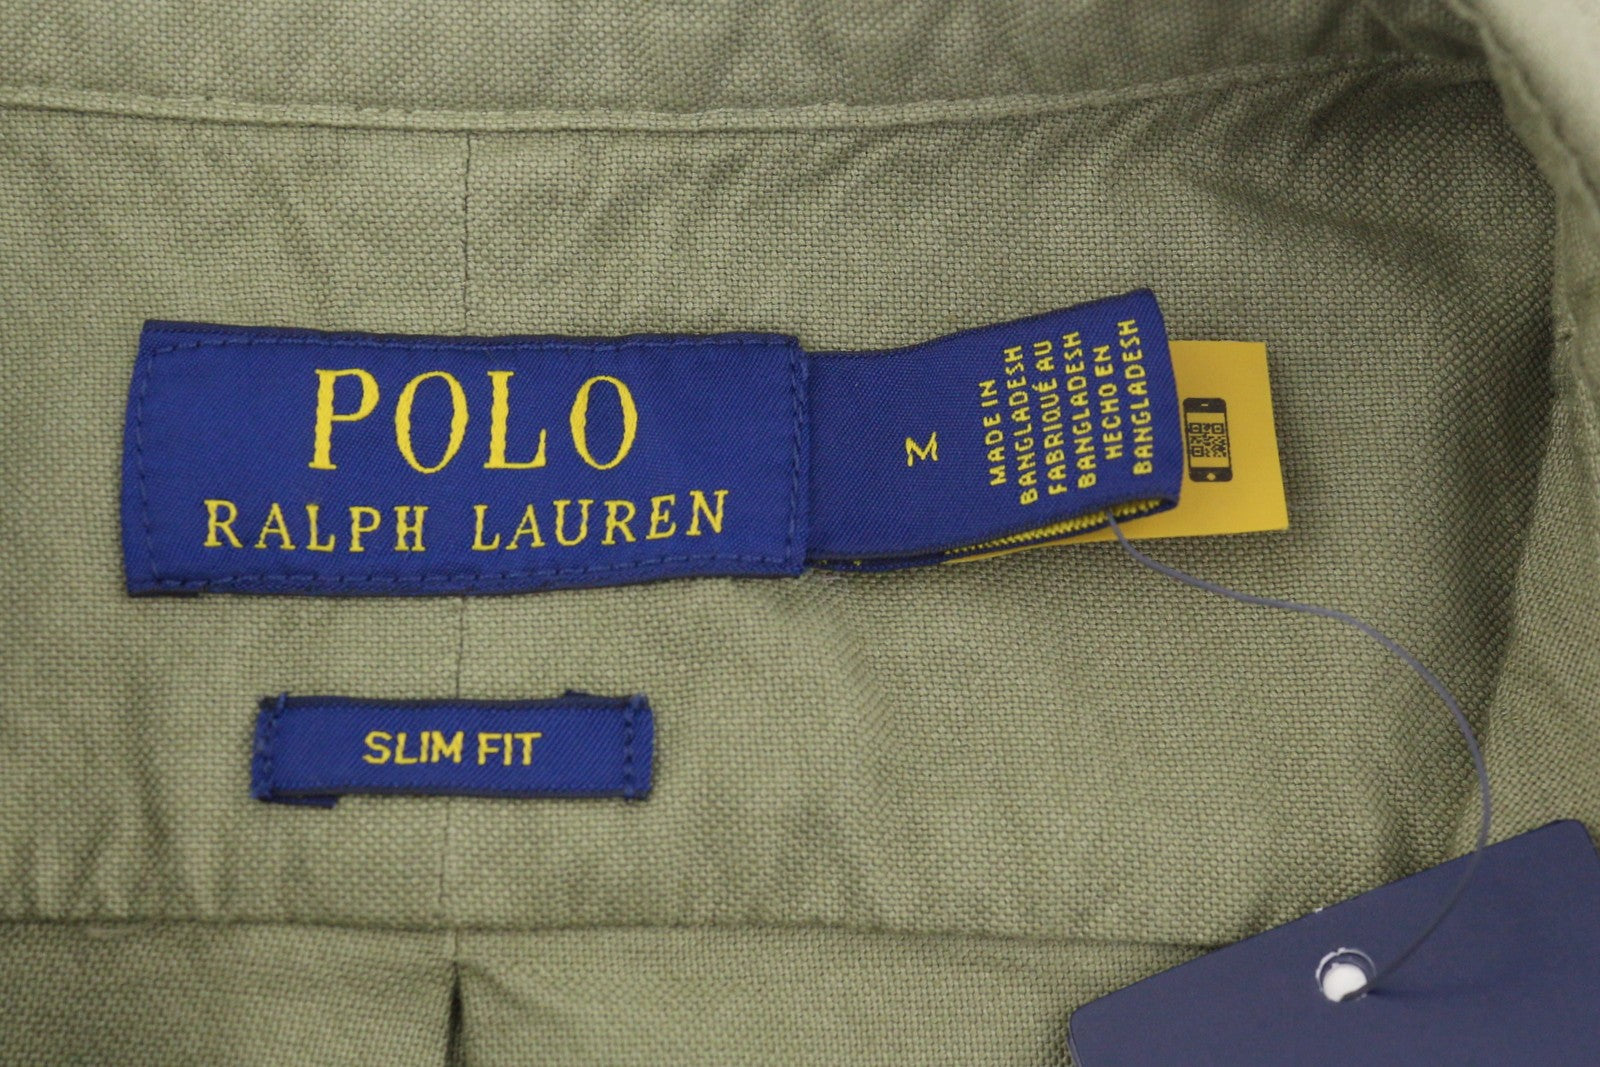 POLO
RALPH LAUREN
M
MADE IN
BANGLADESH
FABRIQUÉ AU
BANGLADESH
HECHO EN
BANGLADESH
SLIM FIT